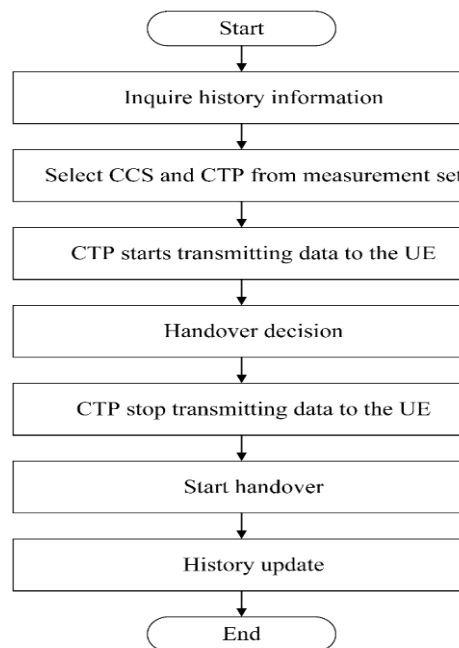 Start
Inquire history information
Select CCS and CTP from measurement set
CTP starts transmitting data to the UE
Handover decision
CTP stop transmitting data to the UE
Start handover
History update
End